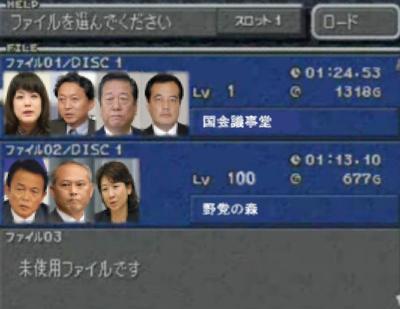 HELP
ファイルを選んでください
スロット1
ロード
FILE
ファイル01/DISC 1
01:24.53
Lv 1
1318G
国会議事堂
ファイル02/DISC 1
01:13.10
Lv 100
677G
野党の森
ファイル03
未使用ファイルです